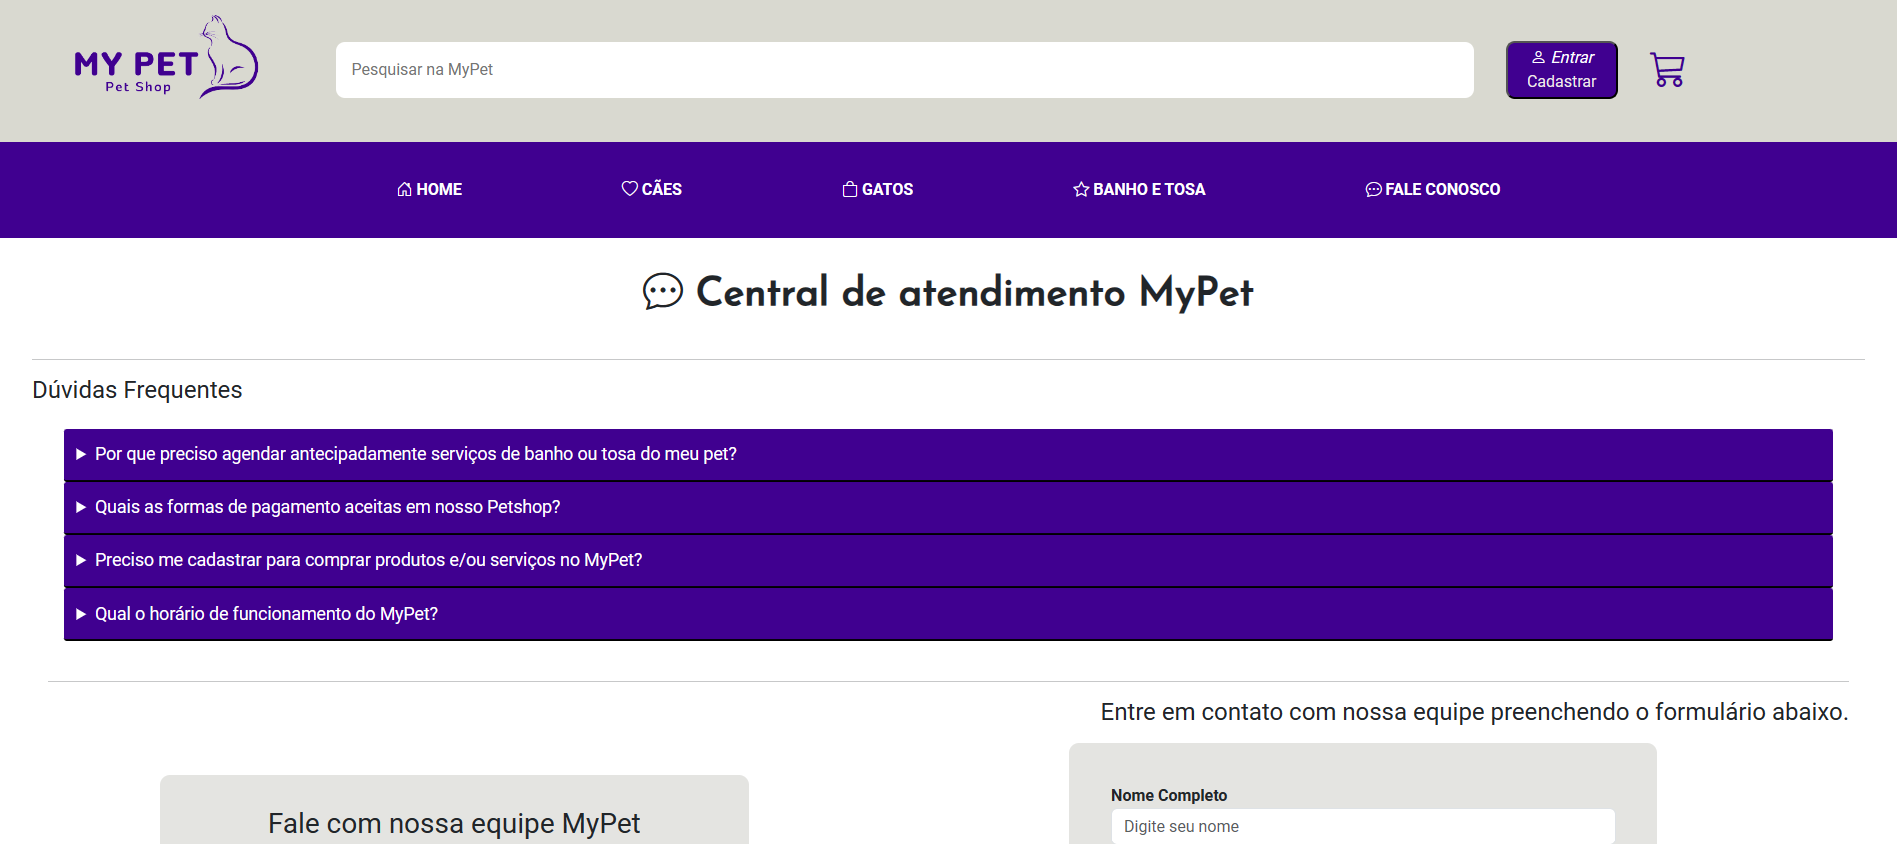 MY PET
Pet Shop
Pesquisar na MyPet
Entrar
Cadastrar
HOME CÃES GATOS BANHO E TOSA FALE CONOSCO
Central de atendimento MyPet
Dúvidas Frequentes
Por que preciso agendar antecipadamente serviços de banho ou tosa do meu pet?
Quais as formas de pagamento aceitas em nosso Petshop?
Preciso me cadastrar para comprar produtos e/ou serviços no MyPet?
Qual o horário de funcionamento do MyPet?
Entre em contato com nossa equipe preenchendo o formulário abaixo.
Fale com nossa equipe MyPet
Nome Completo
Digite seu nome